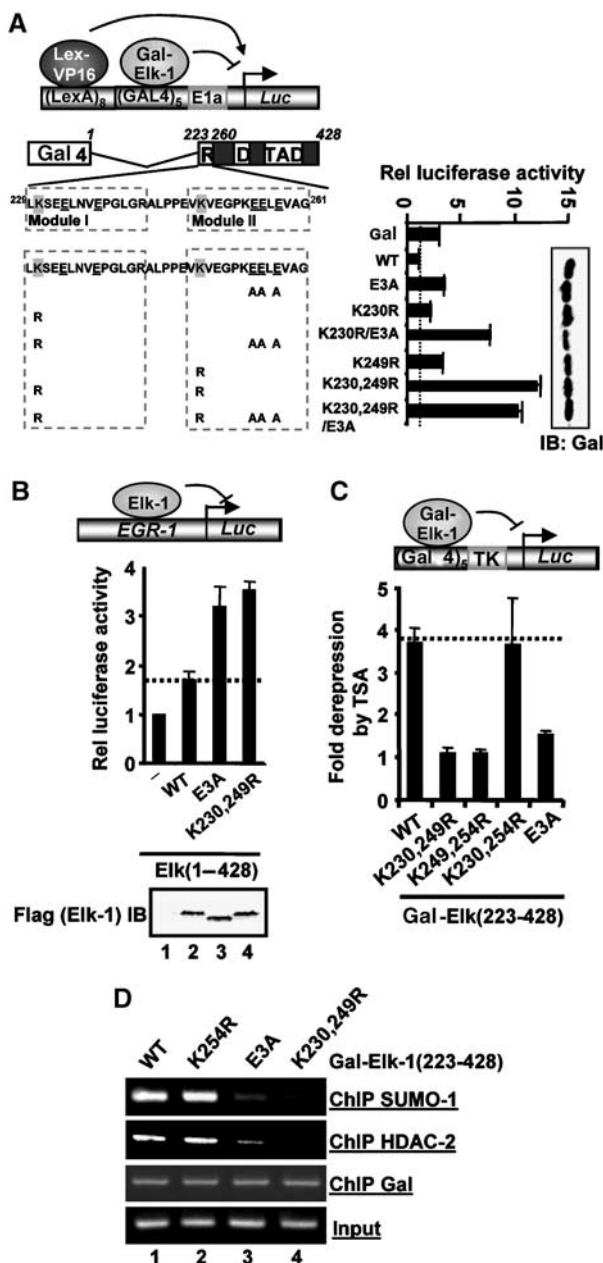 A
Lex-
VP16
Gal-
Elk-1
(LexA)8 (GAL4)5 E1a Luc
1 223 260 428
Gal 4 R D TAD
229LKSEELNVEPGLGRALPPEVKVEGPKEELEVAG261
Module I Module II
LKSEELNVEPGLGRALPPEVKVEGPKEELEVAG
AA A
R
R AA A
R
R R
R R AA A
Rel luciferase activity
0 5 10 15
Gal
WT
E3A
K230R
K230R/E3A
K249R
K230,249R
K230,249R
/E3A
IB: Gal
B
Elk-1
EGR-1 Luc
Rel luciferase activity
4
3
2
1
0
– WT E3A K230,249R
Elk(1–428)
Flag (Elk-1) IB
1 2 3 4
C
Gal-
Elk-1
(Gal 4)5 TK Luc
Fold derepression
by TSA
5
4
3
2
1
0
WT K230,249R K249,254R K230,254R E3A
Gal-Elk(223-428)
D
WT K254R E3A K230,249R
Gal-Elk-1(223-428)
ChIP SUMO-1
ChIP HDAC-2
ChIP Gal
Input
1 2 3 4